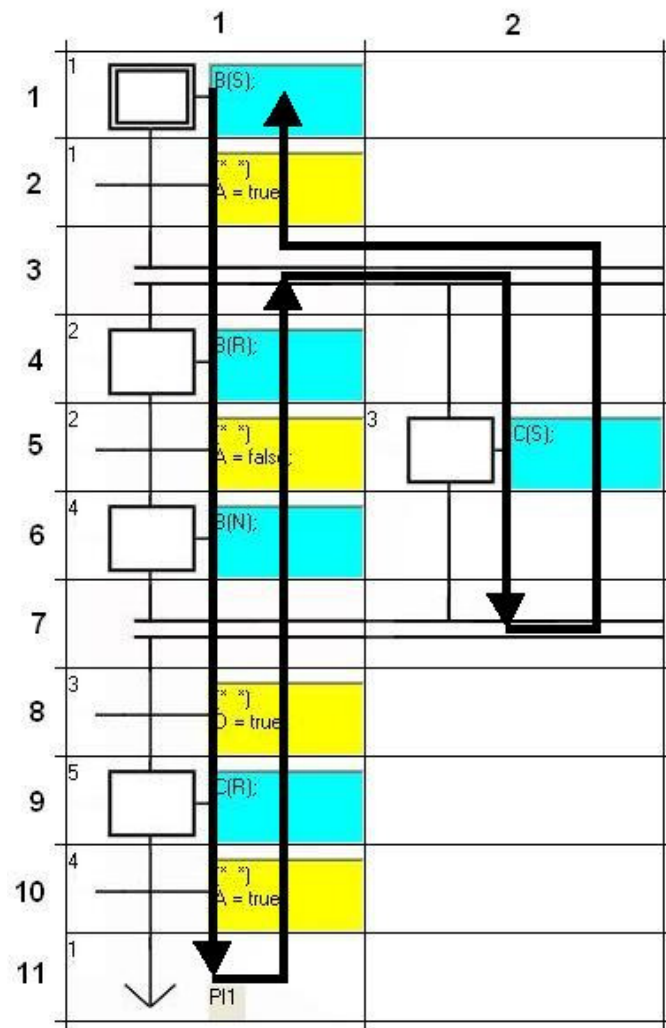 1 2
1
1 B(S);
2
1 (* *)
A = true
3
4
2 B(R);
5
2 (* *)
A = false;
3 C(S);
6
4 B(N);
7
8
3 (* *)
D = true
9
5 C(R);
10
4 (* *)
A = true
11
1
PI1